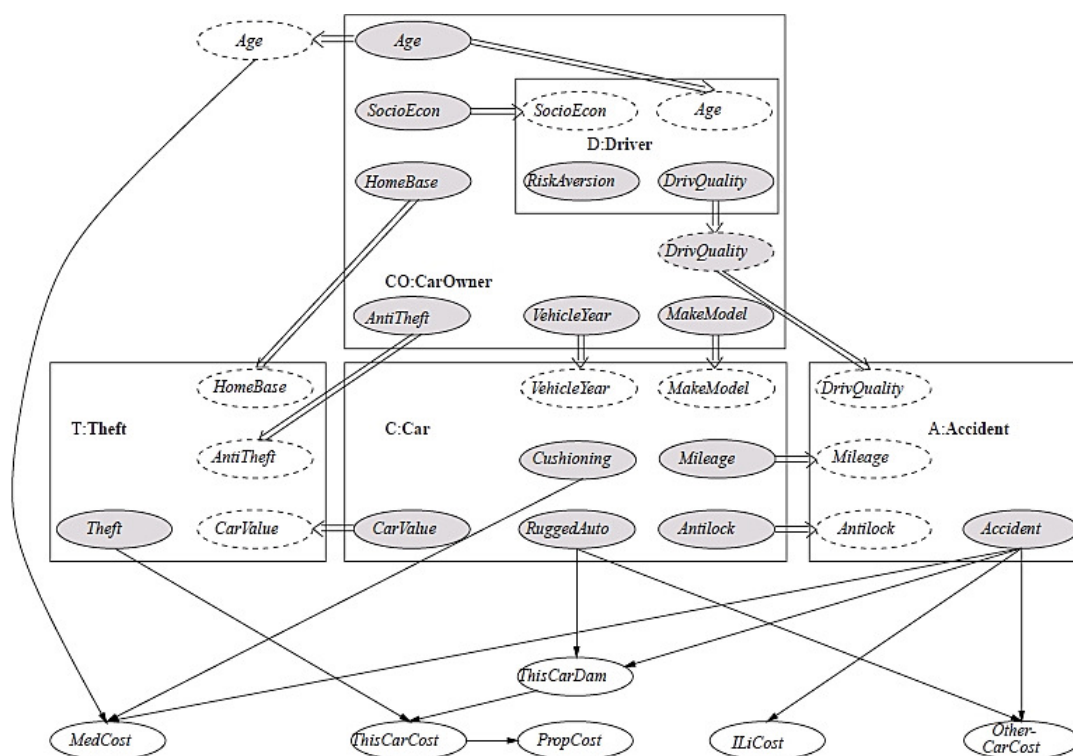 Age
Age
SocioEcon
SocioEcon
Age
D:Driver
HomeBase
RiskAversion
DrivQuality
DrivQuality
CO:CarOwner
AntiTheft
VehicleYear
MakeModel
HomeBase
VehicleYear
MakeModel
DrivQuality
T:Theft
C:Car
A:Accident
AntiTheft
Cushioning
Mileage
Mileage
Theft
CarValue
CarValue
RuggedAuto
Antilock
Antilock
Accident
ThisCarDam
MedCost
ThisCarCost
PropCost
ILiCost
Other-
CarCost